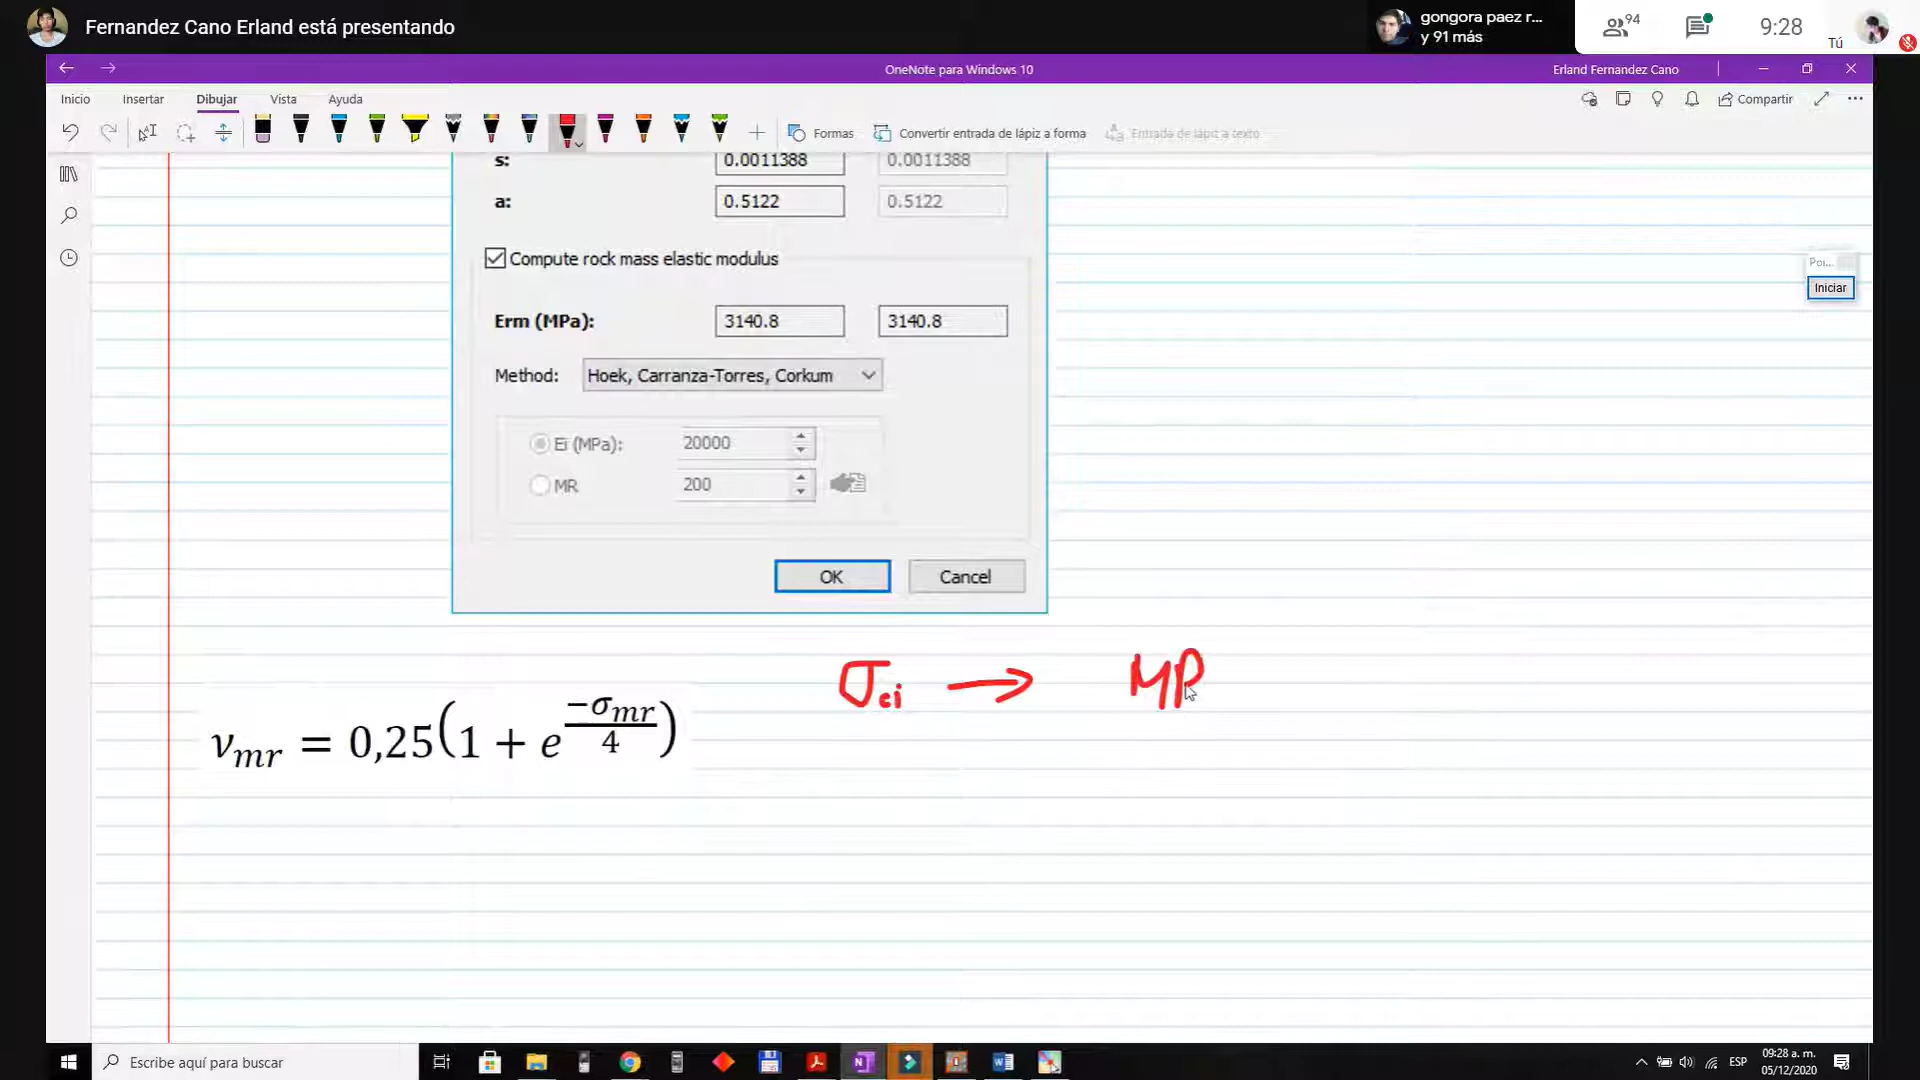 Fernandez Cano Erland está presentando
gongora paez r...
y 91 más
94
9:28
Tú
OneNote para Windows 10
Erland Fernandez Cano
Inicio Insertar Dibujar Vista Ayuda
Compartir
Formas
Convertir entrada de lápiz a forma
Entrada de lápiz a texto
s: 0.0011388 0.0011388
a: 0.5122 0.5122
Compute rock mass elastic modulus
Erm (MPa): 3140.8 3140.8
Method: Hoek, Carranza-Torres, Corkum
Ei (MPa): 20000
MR 200
OK Cancel
Iniciar
σci → MP
νmr = 0,25(1 + e^(-σmr/4))
Escribe aquí para buscar
ESP
09:28 a. m.
05/12/2020